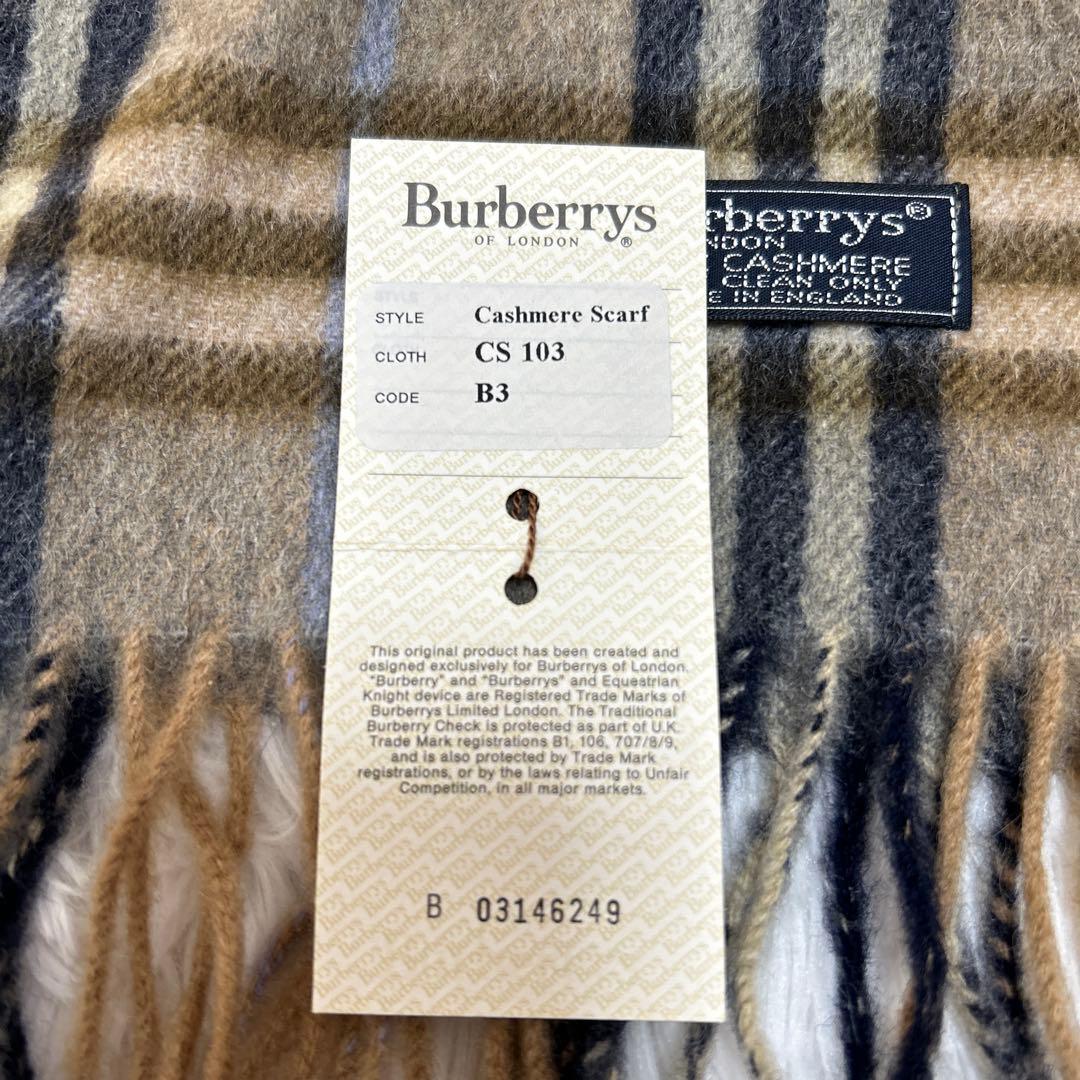 Burberrys
OF LONDON ®
STYLE Cashmere Scarf
CLOTH CS 103
CODE B3
This original product has been created and
designed exclusively for Burberrys of London.
"Burberry" and "Burberrys" and Equestrian
Knight device are Registered Trade Marks of
Burberrys Limited London. The Traditional
Burberry Check is protected as part of U.K.
Trade Mark registrations B1, 106, 707/8/9,
and is also protected by Trade Mark
registrations, or by the laws relating to Unfair
Competition, in all major markets.
B 03146249
rberrys®
NDON
CASHMERE
CLEAN ONLY
E IN ENGLAND